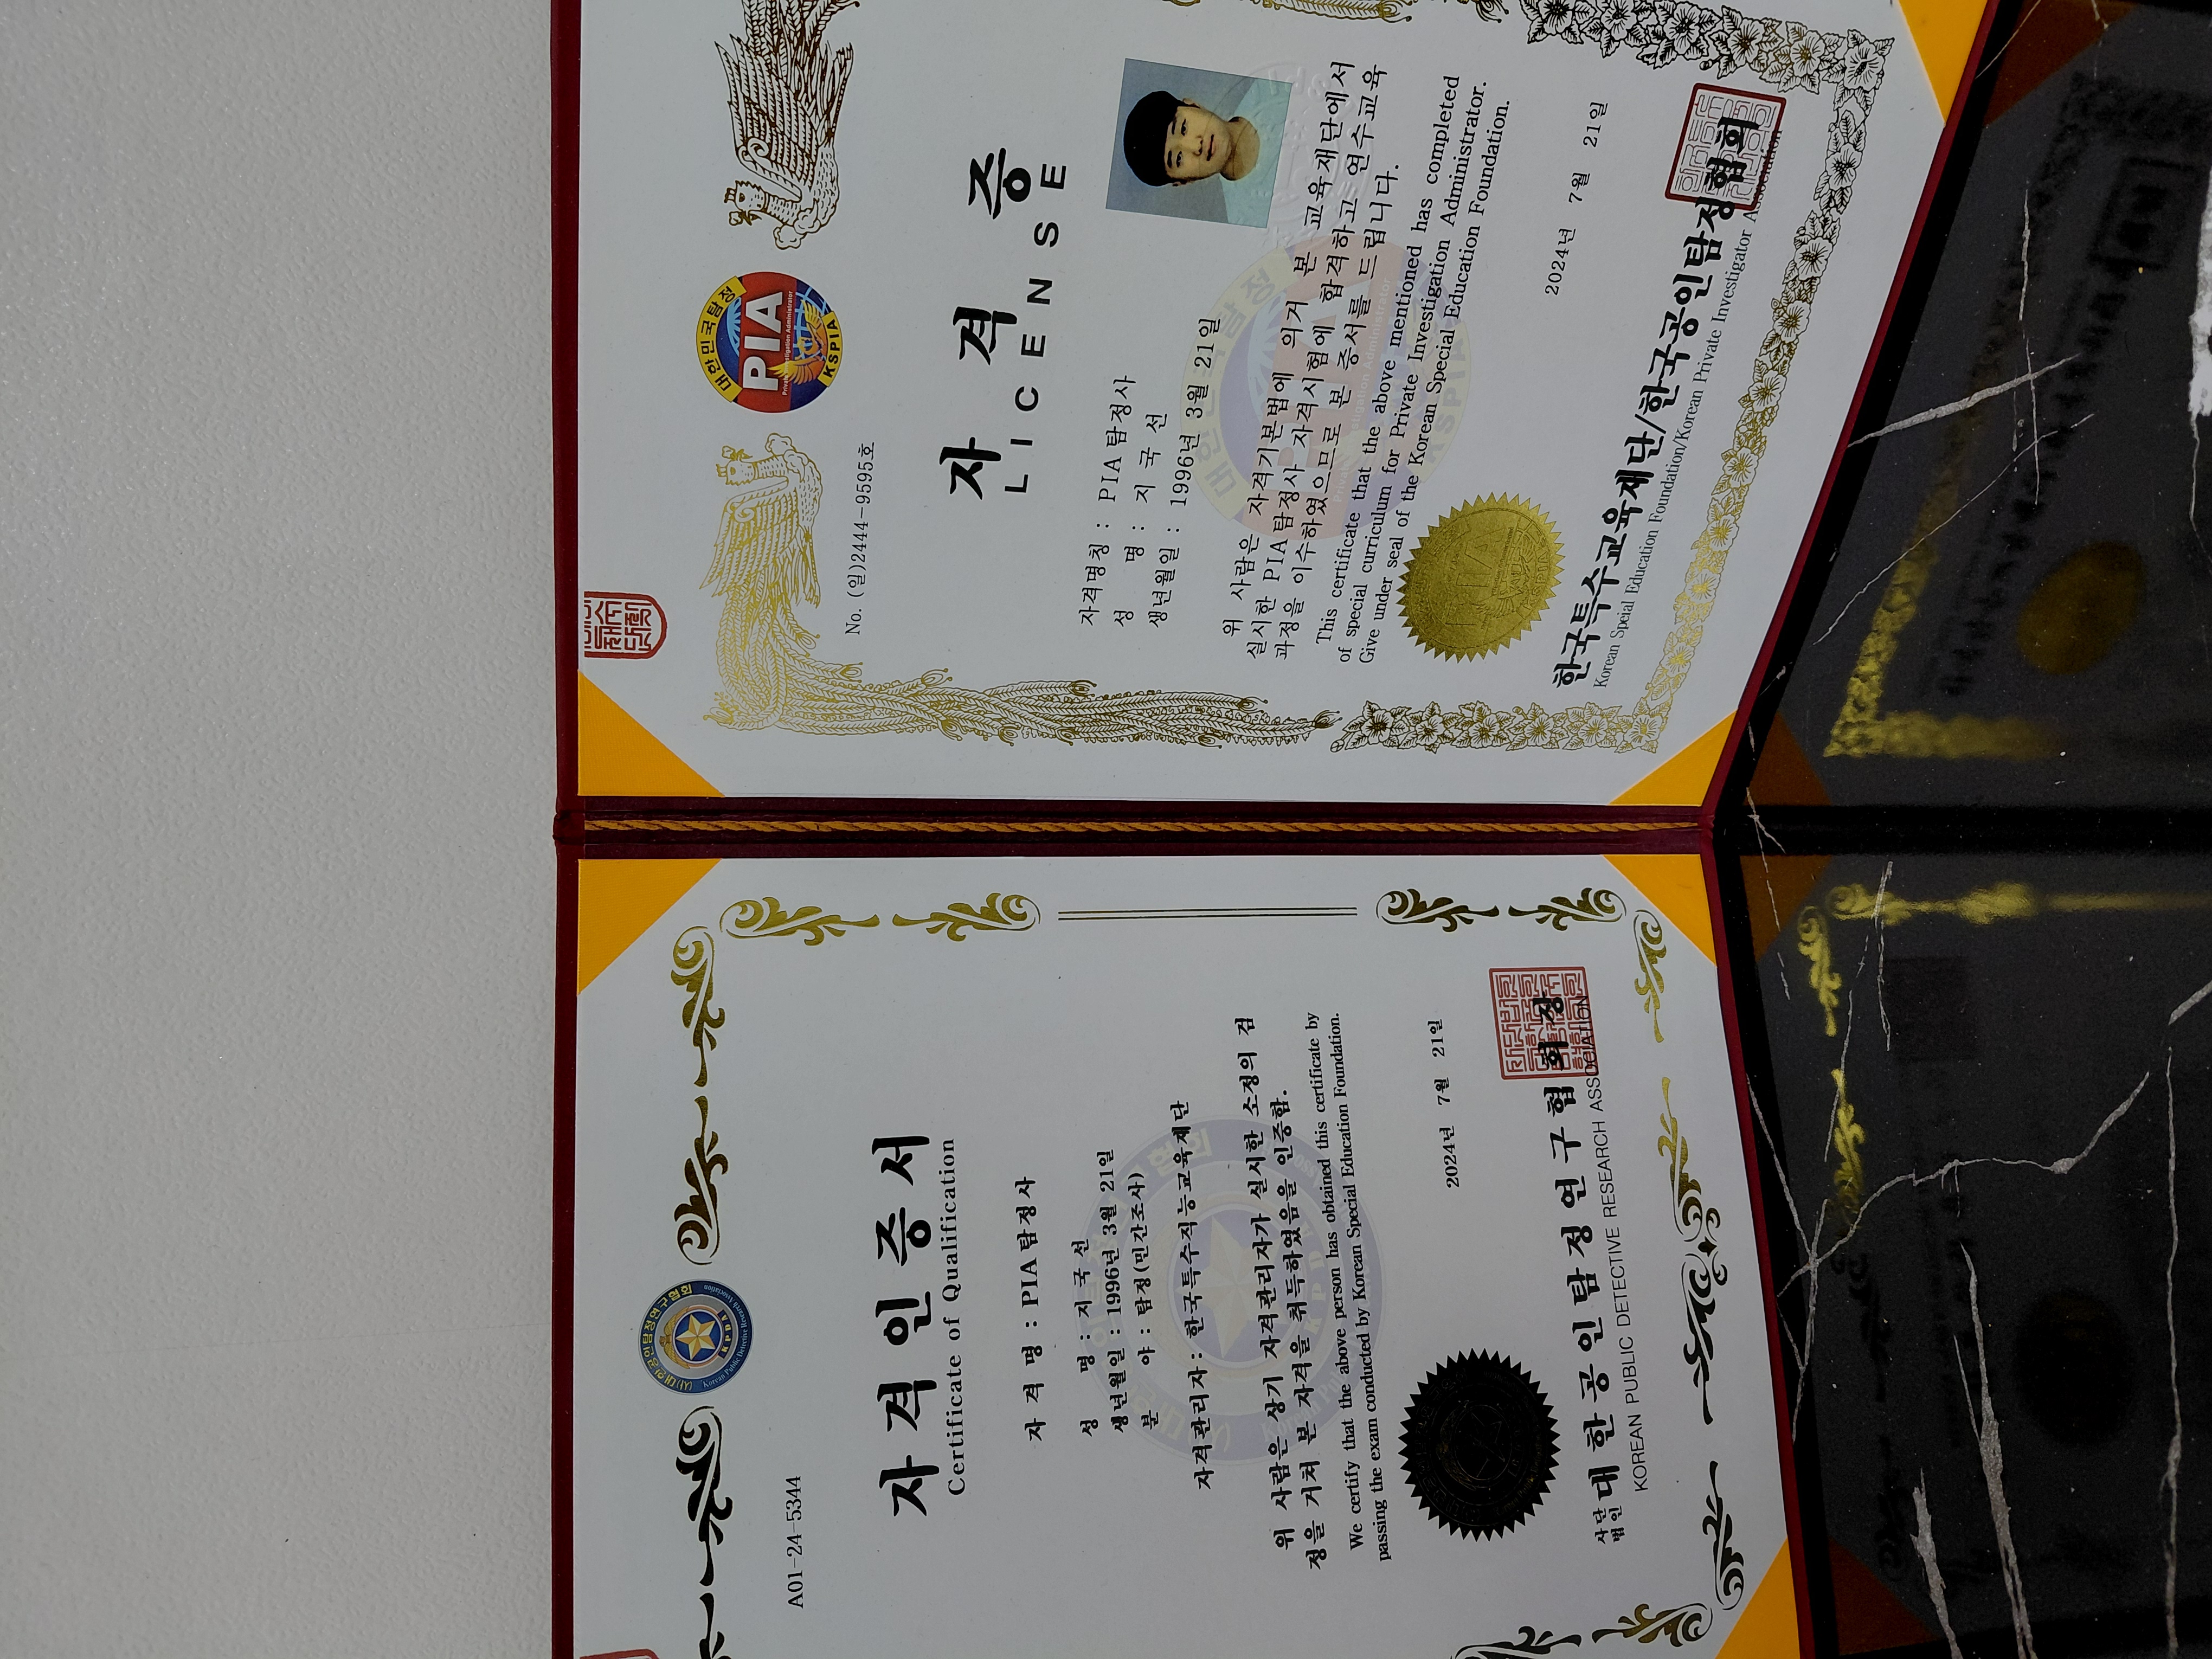 A01-24-5344
자격인증서
Certificate of Qualification
자 격 명 : PIA 탐정사
성 명 : 지 국 선
생년월일 : 1996년 3월 21일
분 야 : 탐정(민간조사)
자격관리자 : 한국특수직능교육재단
위 사람은 상기 자격관리자가 실시한 소정의 검
정을 거쳐 본 자격을 취득하였음을 인증함.
We certify that the above person has obtained this certificate by
passing the exam conducted by Korean Special Education Foundation.
2024년 7월 21일
사단법인 대한공인탐정연구협회장
KOREAN PUBLIC DETECTIVE RESEARCH ASSOCIATION
대한민국탐정
PIA
Private Investigation Administrator
KSPIA
No. (일)2444-9595호
자 격 증
LICENSE
자격명칭 : PIA 탐정사
성 명 : 지 국 선
생년월일 : 1996년 3월 21일
위 사람은 자격기본법에 의거 본 교육재단에서
실시한 PIA 탐정사 자격시험에 합격하고 연수교육
과정을 이수하였으므로 본 증서를 드립니다.
This certificate that the above mentioned has completed
of special curriculum for Private Investigation Administrator.
Give under seal of the Korean Special Education Foundation.
2024년 7월 21일
한국특수교육재단/한국공인탐정협회
Korean Special Education Foundation/Korean Private Investigator Association